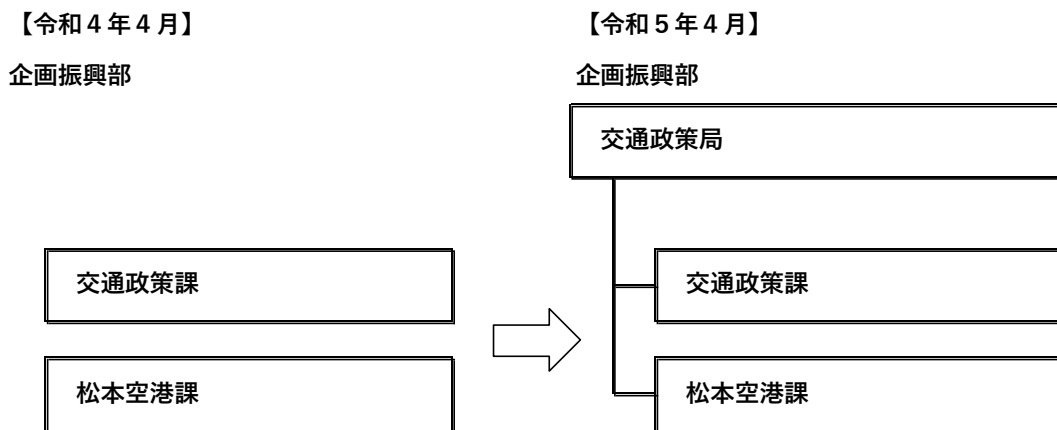 【令和４年４月】
企画振興部
交通政策課
松本空港課
【令和５年４月】
企画振興部
交通政策局
交通政策課
松本空港課